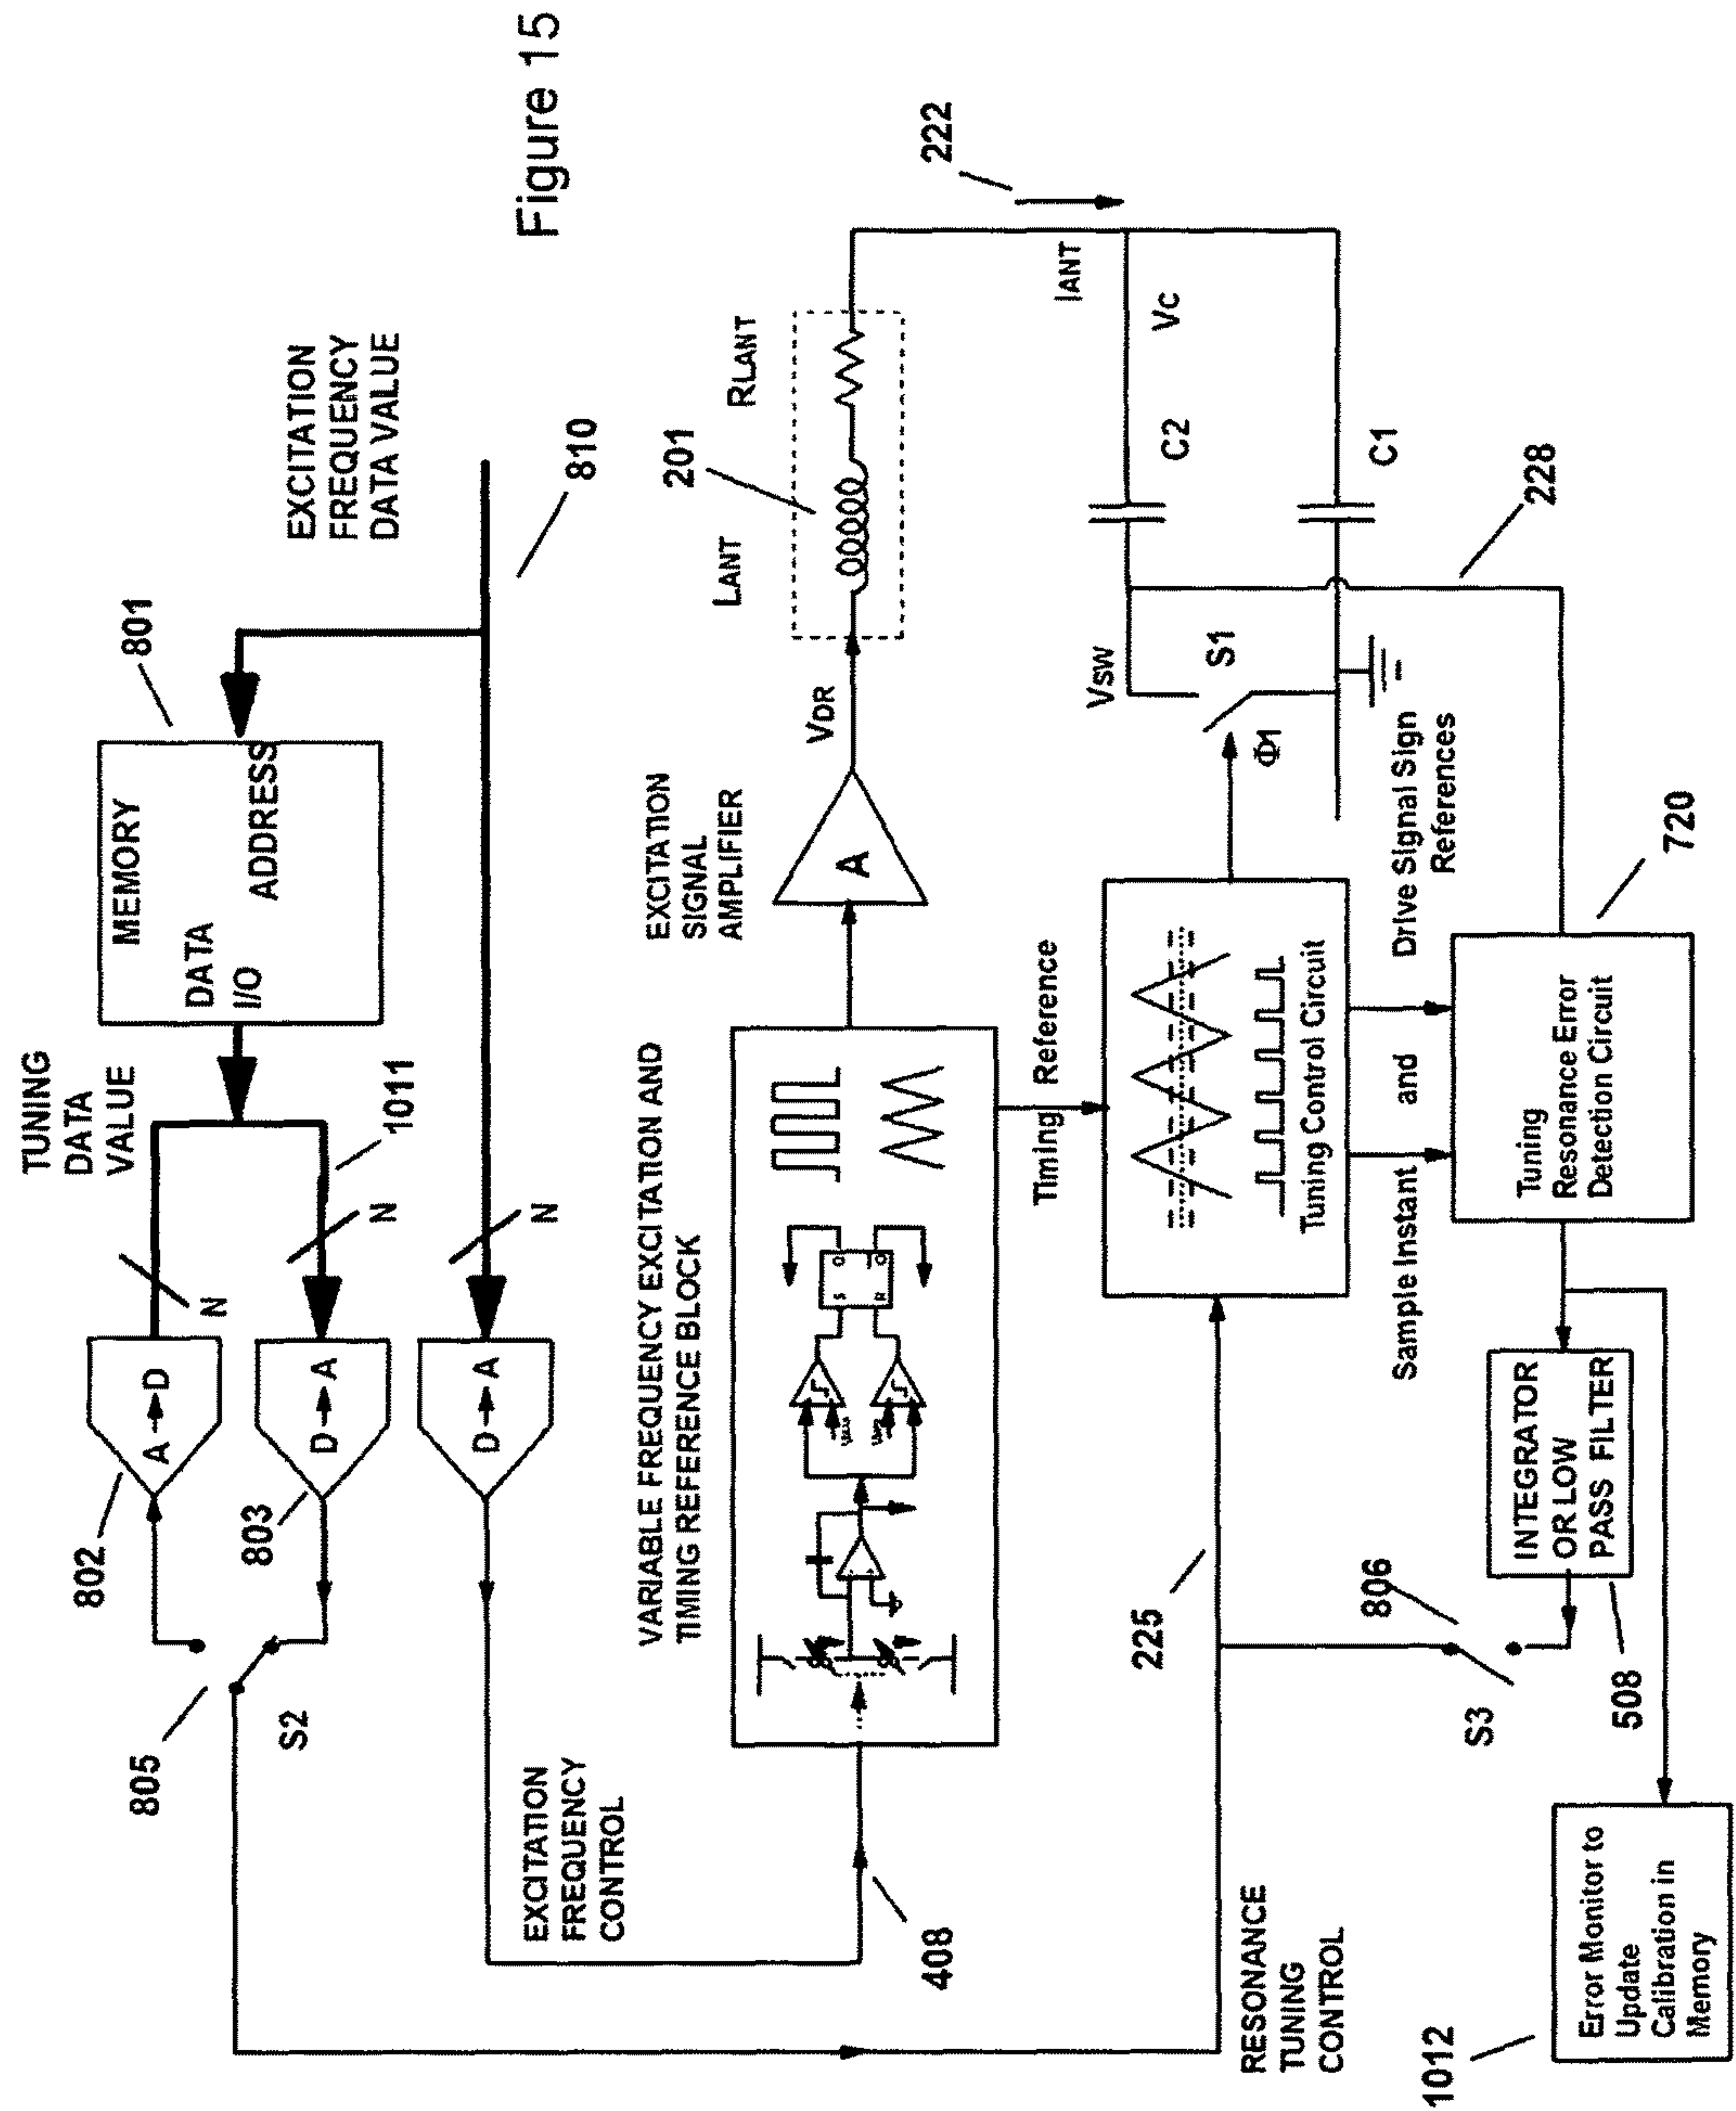 Figure 15
TUNING
DATA
VALUE
MEMORY
DATA
I/O
ADDRESS
801
EXCITATION
FREQUENCY
DATA VALUE
810
1011
N
N
N
A→D
D→A
D→A
802
803
805
S2
EXCITATION
FREQUENCY
CONTROL
408
VARIABLE FREQUENCY EXCITATION AND
TIMING REFERENCE BLOCK
S
R
Q
Q
EXCITATION
SIGNAL
AMPLIFIER
A
VDR
LANT
201
RLANT
222
IANT
Vc
C2
C1
228
VSW
S1
Φ1
Timing Reference
Tuning Control Circuit
225
RESONANCE
TUNING
CONTROL
Sample Instant and
Drive Signal Sign
References
720
Tuning
Resonance Error
Detection Circuit
INTEGRATOR
OR LOW
PASS FILTER
806
S3
508
Error Monitor to
Update
Calibration in
Memory
1012